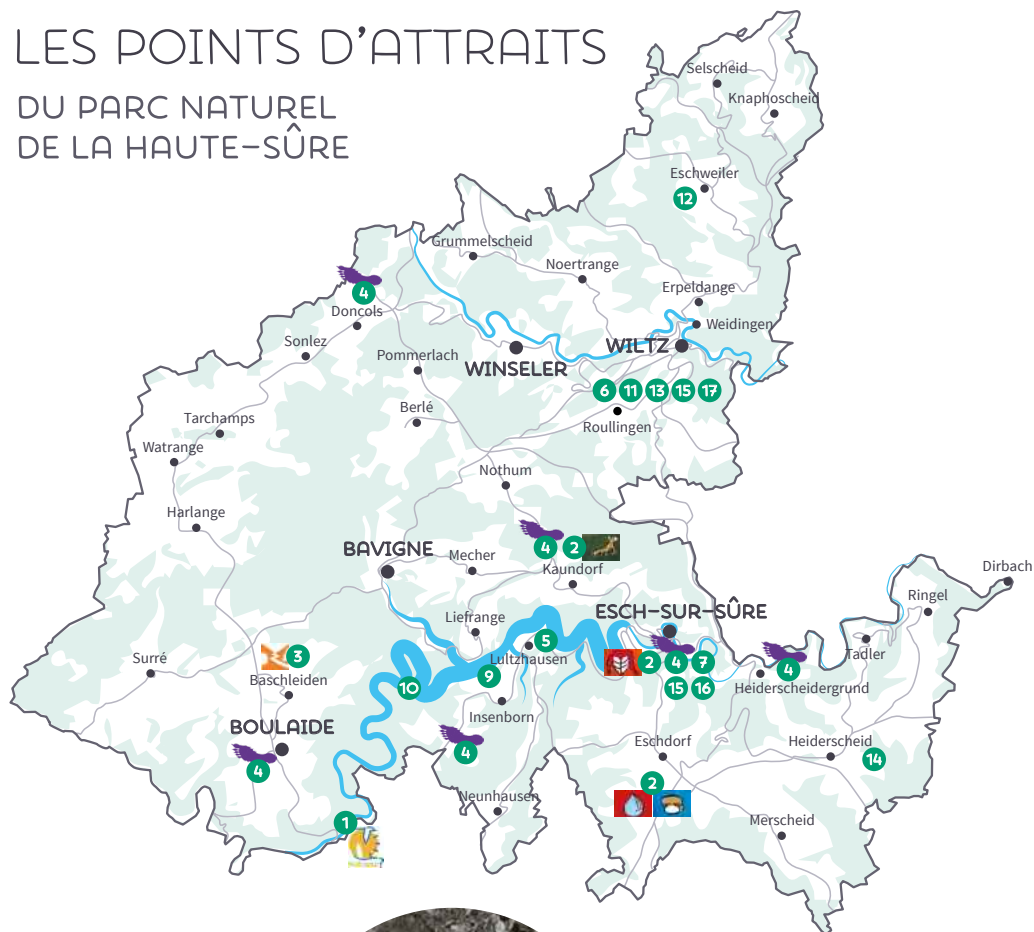 LES POINTS D'ATTRAITS
DU PARC NATUREL
DE LA HAUTE-SÛRE
Selscheid
Knaphoscheid
Eschweiler
12
Grummelscheid
Noertrange
4
Doncols
Erpeldange
Weidingen
Sonlez
WINSELER
WILTZ
Pommerlach
6 11 13 15 17
Roullingen
Berlé
Tarchamps
Watrange
Nothum
Harlange
4 2
Kaundorf
BAVIGNE
Mecher
Dirbach
Ringel
Liefrange
ESCH-SUR-SÛRE
5
Lultzhausen
Tadler
Surré
3
Baschleiden
2 4 7
15 16
4
Heiderscheidergrund
10
9
Insenborn
BOULAIDE
4
4
Eschdorf
Heiderscheid
14
2
Neunhausen
Merscheid
1